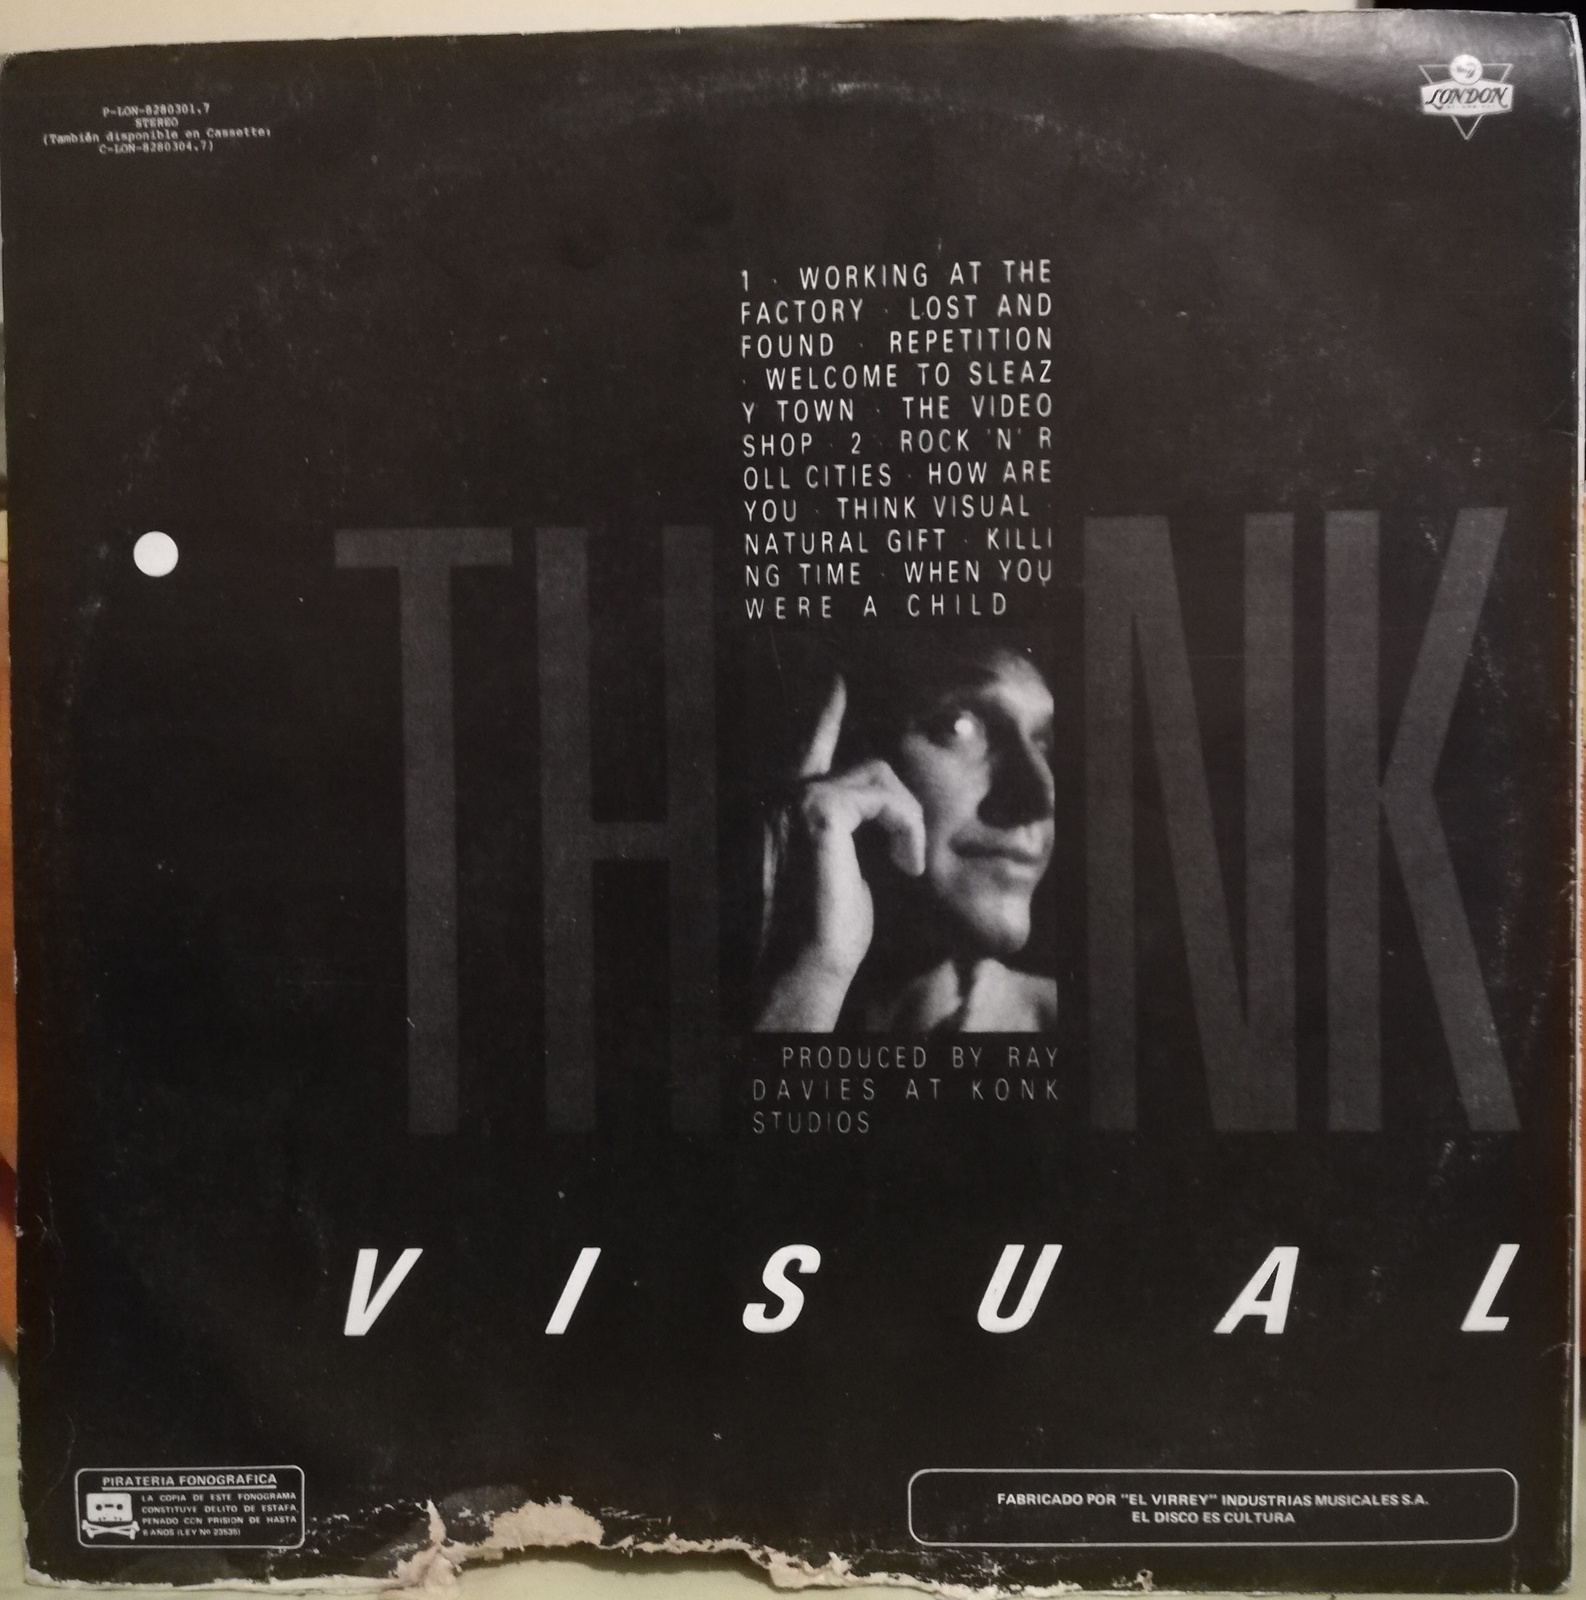 P-LON-8280301.7
STEREO
(También disponible en Cassette:
C-LON-8280304.7)
LONDON
1 · WORKING AT THE
FACTORY · LOST AND
FOUND · REPETITION
· WELCOME TO SLEAZ
Y TOWN · THE VIDEO
SHOP · 2 · ROCK 'N' R
OLL CITIES · HOW ARE
YOU · THINK VISUAL ·
NATURAL GIFT · KILLI
NG TIME · WHEN YOU
WERE A CHILD
TH NK
· PRODUCED BY RAY
DAVIES AT KONK
STUDIOS
VISUAL
PIRATERIA FONOGRAFICA
LA COPIA DE ESTE FONOGRAMA
CONSTITUYE DELITO DE ESTAFA,
PENADO CON PRISION DE HASTA
6 AÑOS (LEY Nº 23535)
FABRICADO POR "EL VIRREY" INDUSTRIAS MUSICALES S.A.
EL DISCO ES CULTURA